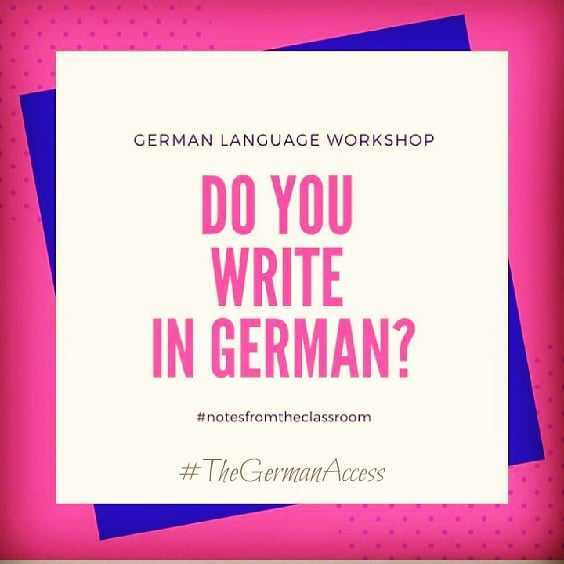 GERMAN LANGUAGE WORKSHOP
DO YOU
WRITE
IN GERMAN?
#notesfromtheclassroom
#TheGermanAccess